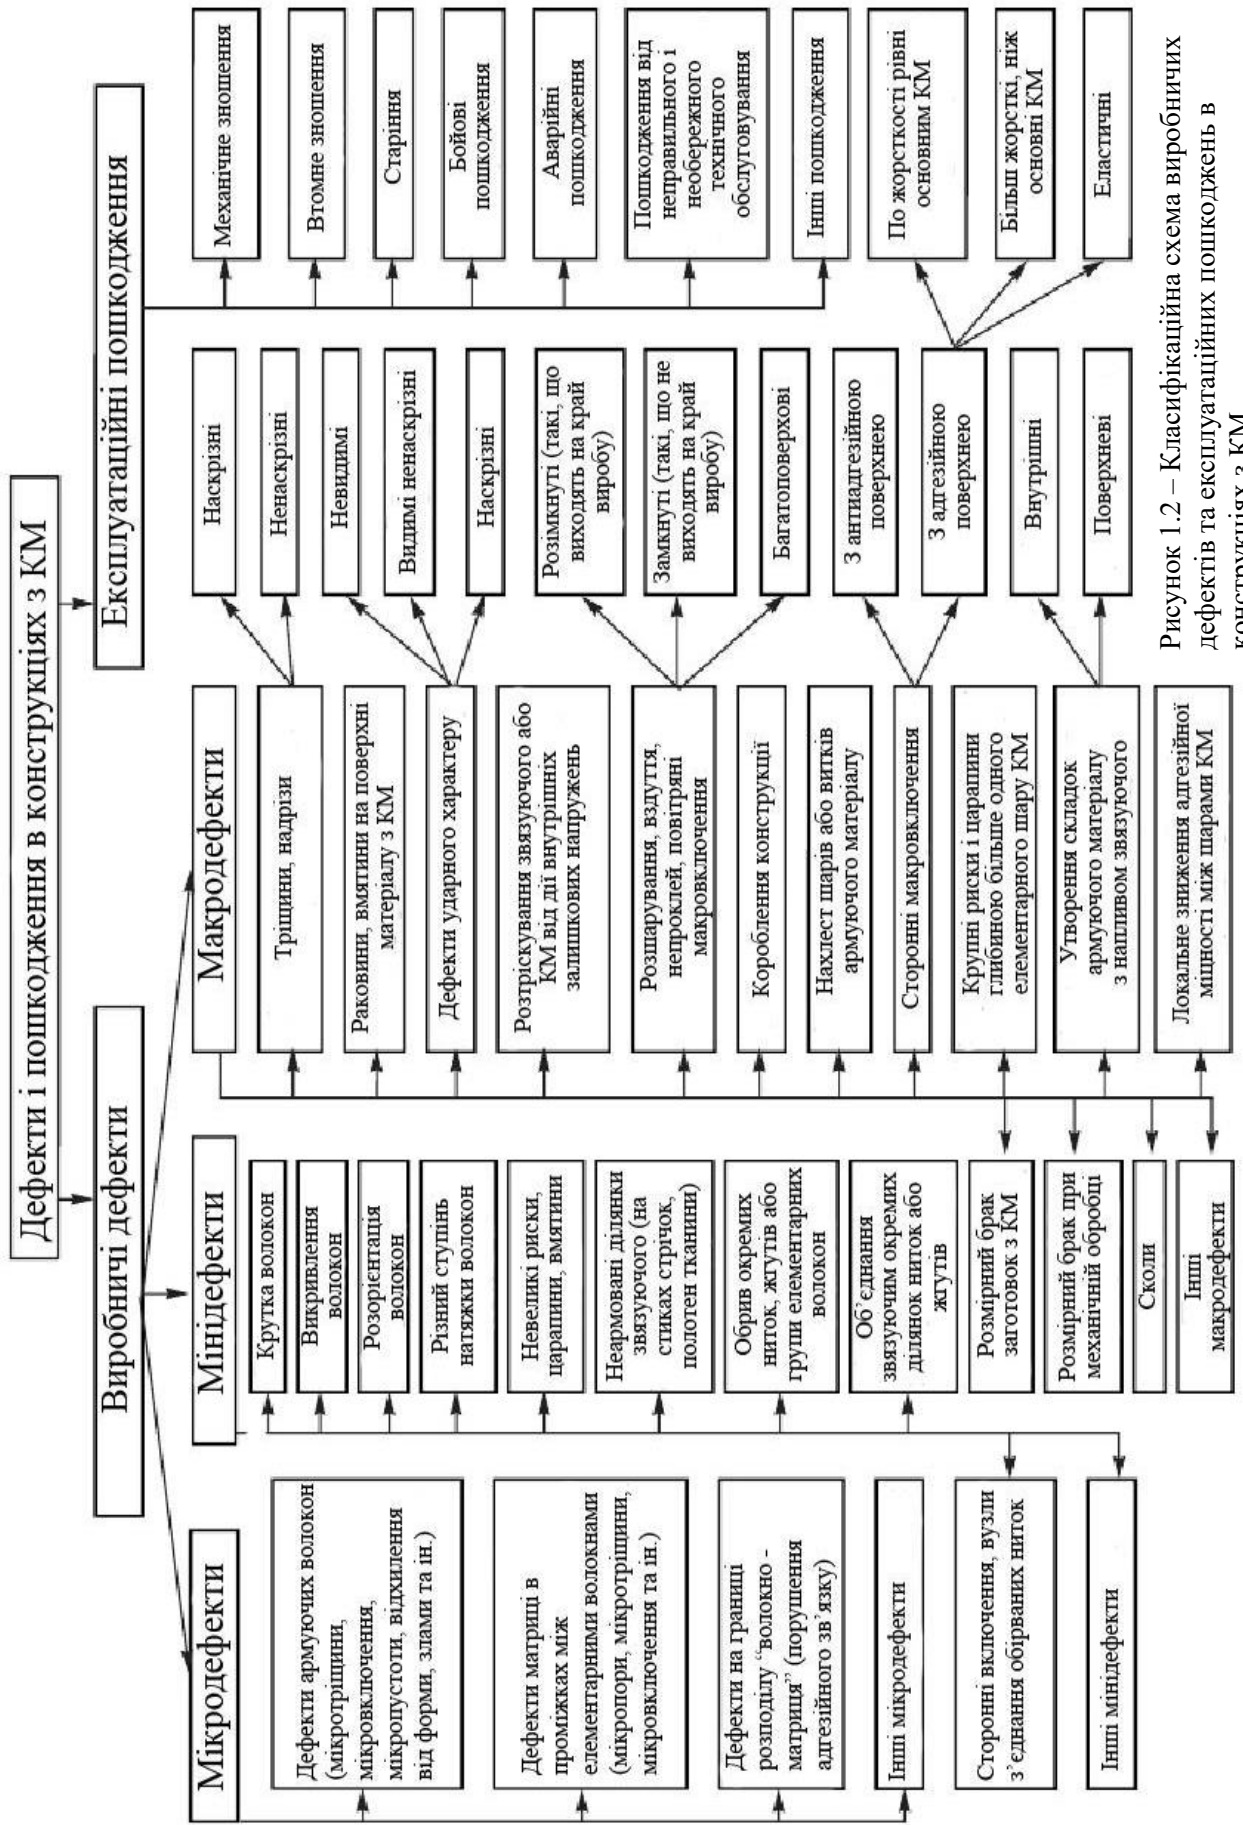 Дефекти і пошкодження в конструкціях з КМ
Виробничі дефекти
Експлуатаційні пошкодження
Мікродефекти
Дефекти армуючих волокон
(мікротріщини,
мікровключення,
мікропустоти, відхилення
від форми, злами та ін.)
Дефекти матриці в
проміжках між
елементарними волокнами
(мікропори, мікротріщини,
мікровключення та ін.)
Дефекти на границі
розподілу “волокно -
матриця” (порушення
адгезійного зв’язку)
Інші мікродефекти
Мінідефекти
Крутка волокон
Викривлення
волокон
Розорієнтація
волокон
Різний ступінь
натяжки волокон
Невеликі риски,
царапини, вмятини
Неармовані ділянки
звязуючого (на
стиках стрічок,
полотен тканини)
Обрив окремих
ниток, жгутів або
групи елементарних
волокон
Об’єднання
звязуючим окремих
ділянок ниток або
жгутів
Сторонні включення, вузли
з’єднання обірваних ниток
Інші мінідефекти
Макродефекти
Тріщини, надрізи
Раковини, вмятини на поверхні
матеріалу з КМ
Дефекти ударного характеру
Розтріскування звязуючого або
КМ від дії внутрішніх
залишкових напружень
Розшарування, вздуття,
непроклей, повітряні
макровключення
Короблення конструкції
Нахлест шарів або витків
армуючого матеріалу
Сторонні макровключення
Крупні риски і царапини
глибиною більше одного
елементарного шару КМ
Утворення складок
армуючого матеріалу
з напливом звязуючого
Локальне зниження адгезійної
міцності між шарами КМ
Розмірний брак
заготовок з КМ
Розмірний брак при
механічній обробці
Сколи
Інші
макродефекти
Наскрізні
Ненаскрізні
Невидимі
Видимі ненаскрізні
Наскрізні
Розімкнуті (такі, що
виходять на край
виробу)
Замкнуті (такі, що не
виходять на край
виробу)
Багатоповерхові
З антиадгезійною
поверхнею
З адгезійною
поверхнею
Внутрішні
Поверхневі
Механічне зношення
Втомне зношення
Старіння
Бойові
пошкодження
Аварійні
пошкодження
Пошкодження від
неправильного і
необережного
технічного
обслуговування
Інші пошкодження
По жорсткості рівні
основним КМ
Більш жорсткі, ніж
основні КМ
Еластичні
Рисунок 1.2 – Класифікаційна схема виробничих
дефектів та експлуатаційних пошкоджень в
конструкціях з КМ